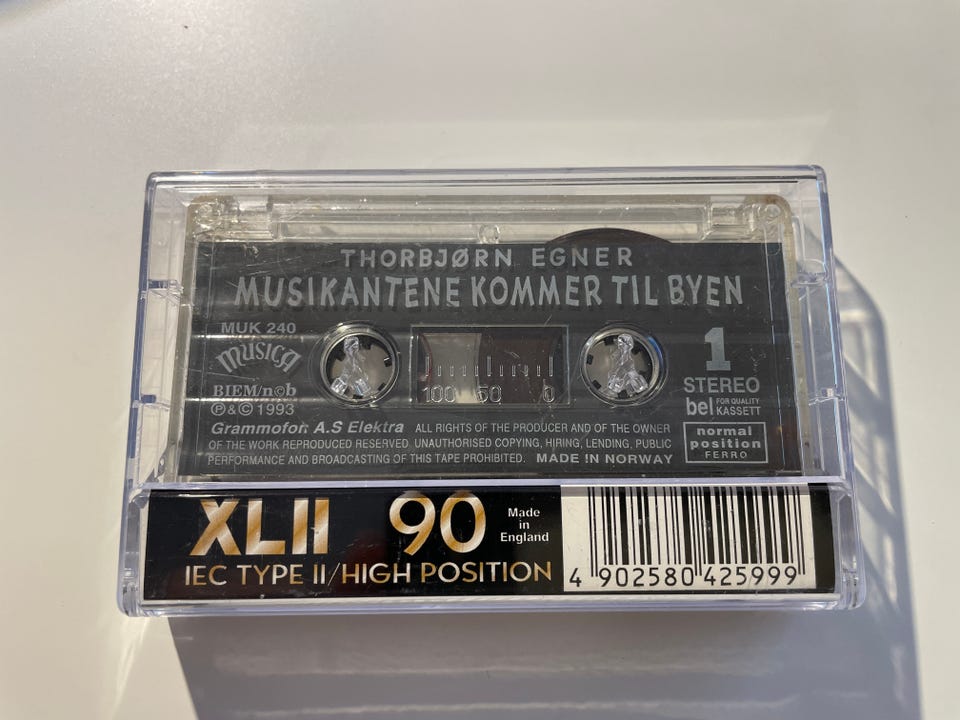 THORBJØRN EGNER
MUSIKANTENE KOMMER TIL BYEN
MUK 240
MUSICA
BIEM/n©b
℗ & © 1993
1
STEREO
bel FOR QUALITY KASSETT
100 50 0
Grammofon A.S Elektra ALL RIGHTS OF THE PRODUCER AND OF THE OWNER
OF THE WORK REPRODUCED RESERVED. UNAUTHORISED COPYING, HIRING, LENDING, PUBLIC
PERFORMANCE AND BROADCASTING OF THIS TAPE PROHIBITED. MADE IN NORWAY
normal
position
FERRO
XLII 90
Made
in
England
IEC TYPE II/HIGH POSITION
4 902580 425999